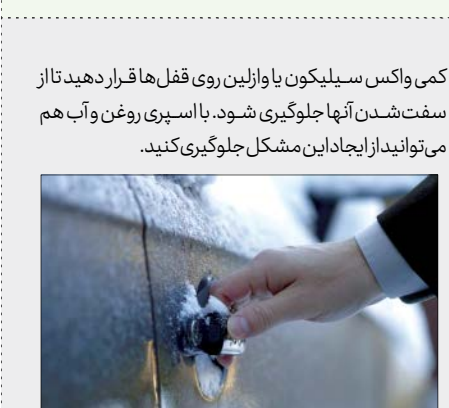 کمی واکس سیلیکون یا وازلین روی قفل‌ها قرار دهید تا از
سفت‌شدن آنها جلوگیری شود. با اسپری روغن و آب هم
می‌توانید از ایجاد این مشکل جلوگیری کنید.